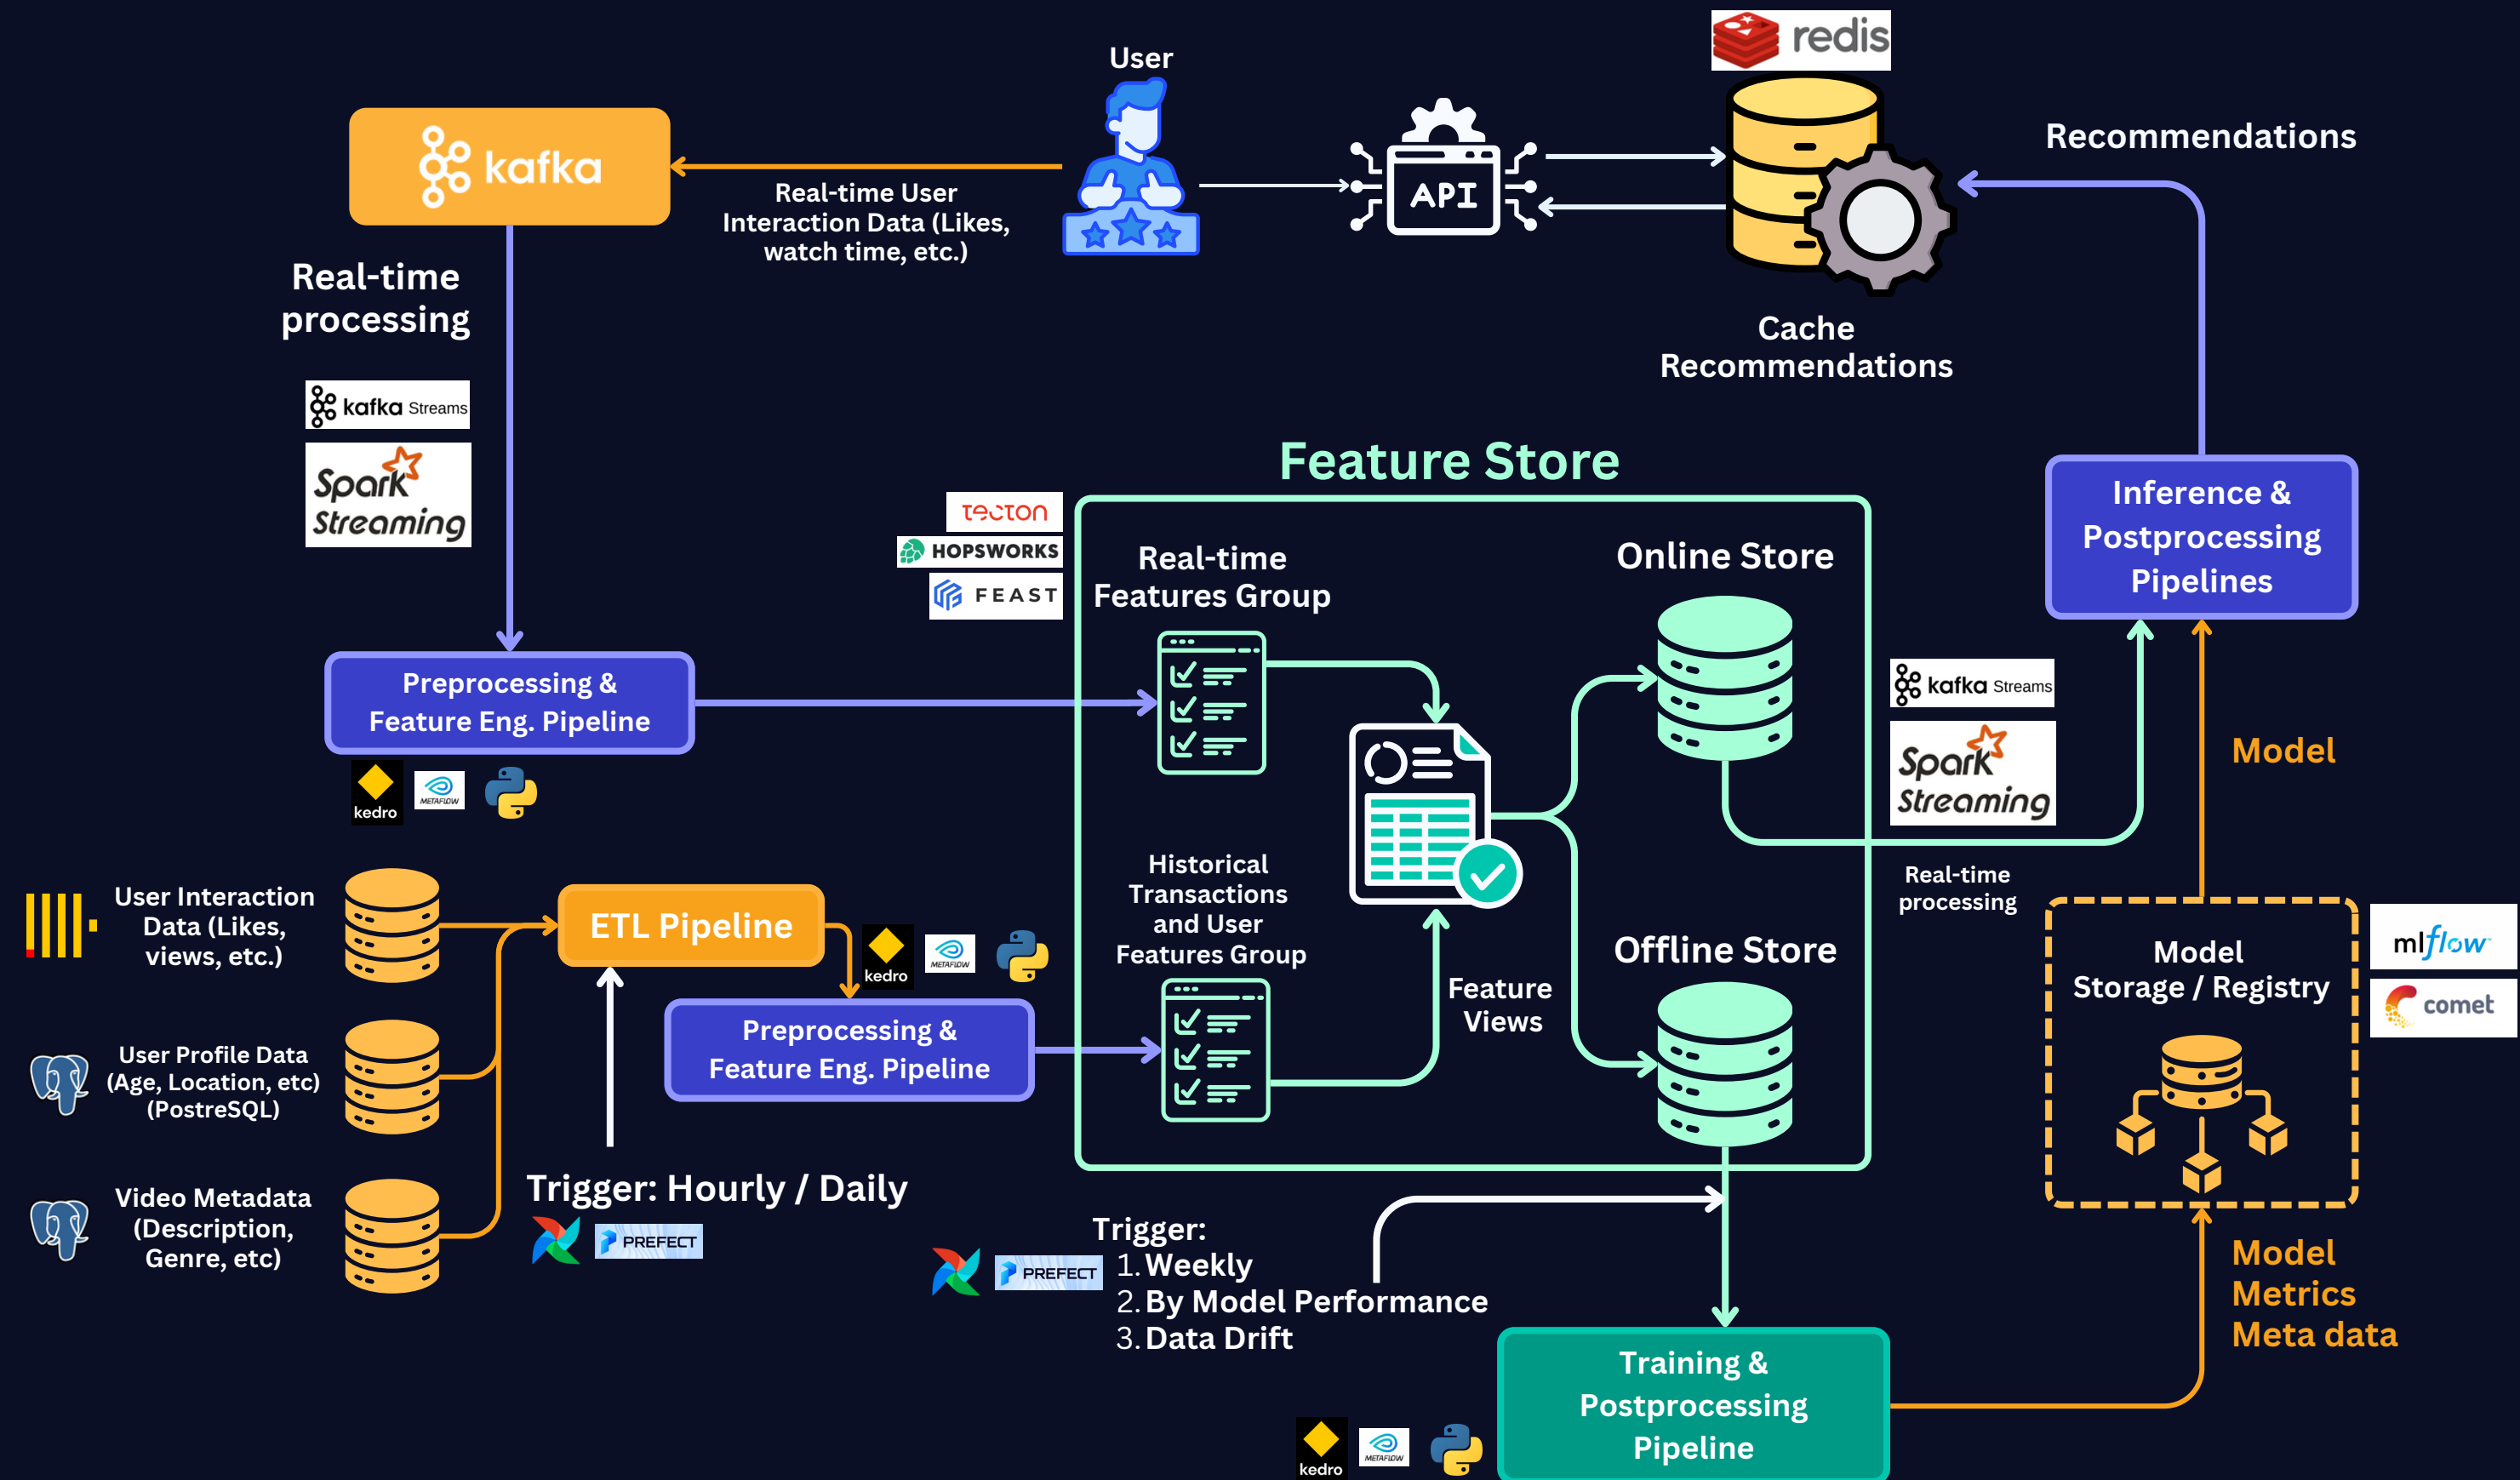 redis
User
API
Recommendations
kafka
Real-time User
Interaction Data (Likes,
watch time, etc.)
Real-time
processing
Cache
Recommendations
kafka Streams
Spark
Streaming
Feature Store
tecton
HOPSWORKS
FEAST
Real-time
Features Group
Online Store
Inference &
Postprocessing
Pipelines
Preprocessing &
Feature Eng. Pipeline
kedro
METAFLOW
kafka Streams
Spark
Streaming
Model
Real-time
processing
User Interaction
Data (Likes,
views, etc.)
ETL Pipeline
kedro
METAFLOW
Historical
Transactions
and User
Features Group
Offline Store
Feature
Views
Model
Storage / Registry
mlflow
comet
User Profile Data
(Age, Location, etc)
(PostreSQL)
Preprocessing &
Feature Eng. Pipeline
Video Metadata
(Description,
Genre, etc)
Trigger: Hourly / Daily
PREFECT
PREFECT
Trigger:
1. Weekly
2. By Model Performance
3. Data Drift
Model
Metrics
Meta data
Training &
Postprocessing
Pipeline
kedro
METAFLOW